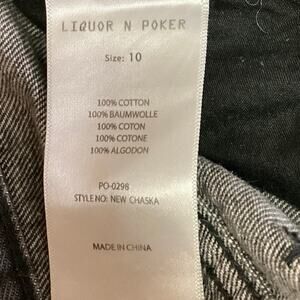 LIQUOR N POKER
Size: 10
100% COTTON
100% BAUMWOLLE
100% COTON
100% COTONE
100% ALGODON
PO-0298
STYLE NO: NEW CHASKA
MADE IN CHINA